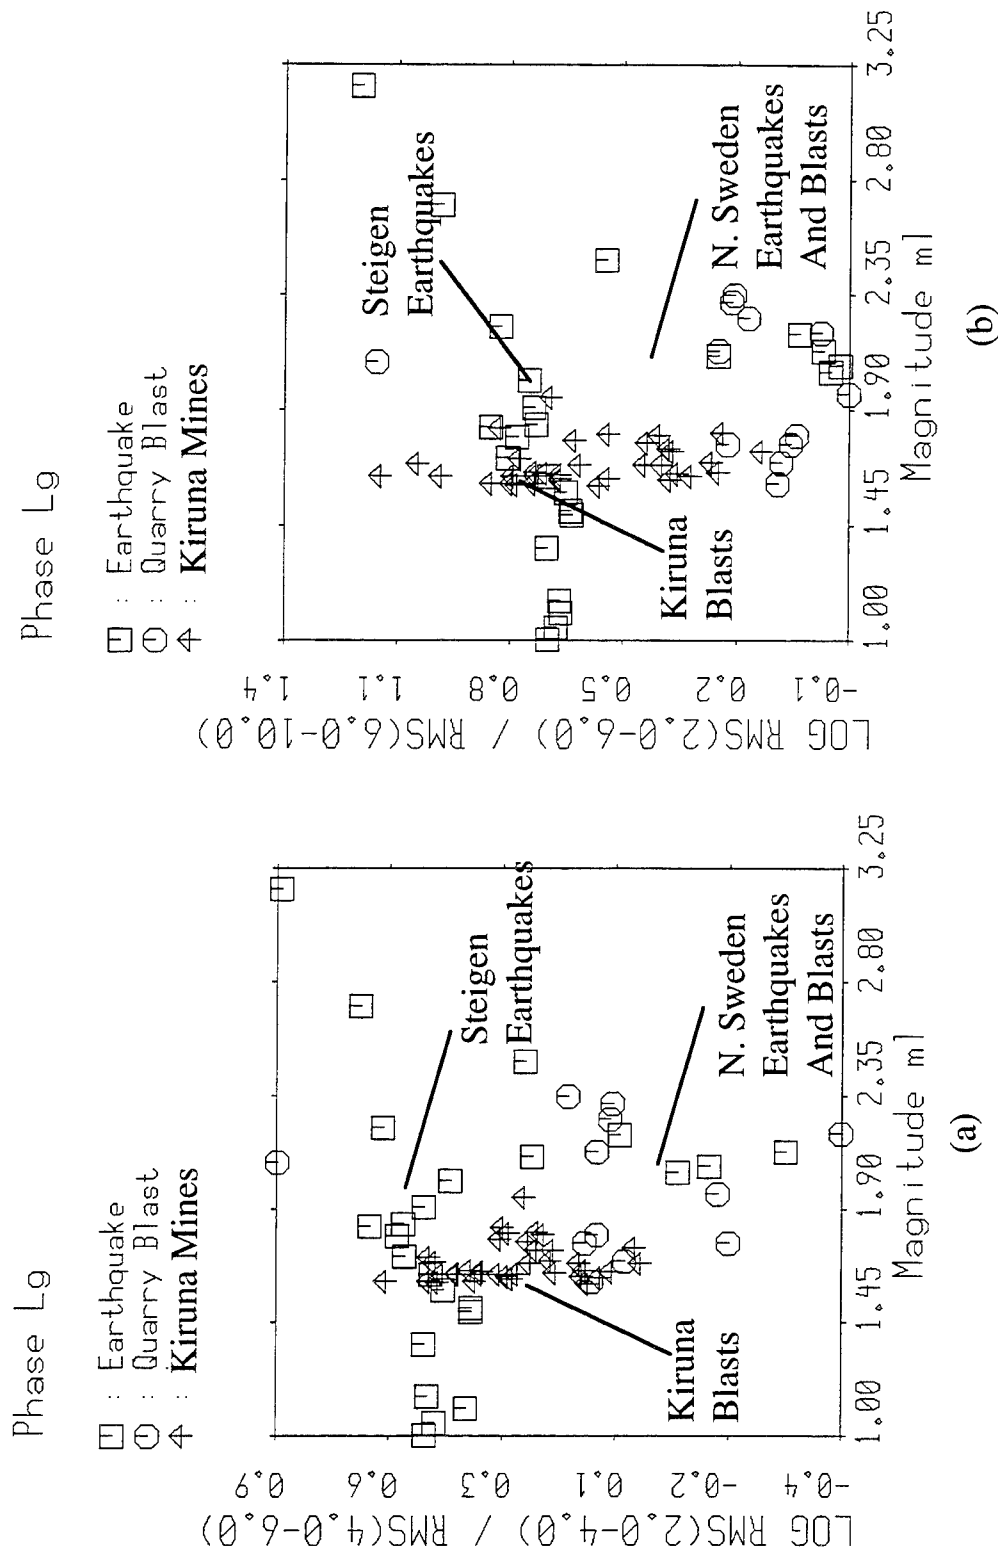 Phase Lg
□ : Earthquake
○ : Quarry Blast
↑ : Kiruna Mines
LOG RMS(2.0-4.0) / RMS(4.0-6.0)
0.9
0.6
0.3
0.1
-0.2
-0.4
Steigen
Earthquakes
Kiruna
Blasts
N. Sweden
Earthquakes
And Blasts
1.00 1.45 1.90 2.35 2.80 3.25
Magnitude ml
(a)
Phase Lg
□ : Earthquake
○ : Quarry Blast
↑ : Kiruna Mines
LOG RMS(2.0-6.0) / RMS(6.0-10.0)
1.4
1.1
0.8
0.5
0.2
-0.1
Steigen
Earthquakes
Kiruna
Blasts
N. Sweden
Earthquakes
And Blasts
1.00 1.45 1.90 2.35 2.80 3.25
Magnitude ml
(b)